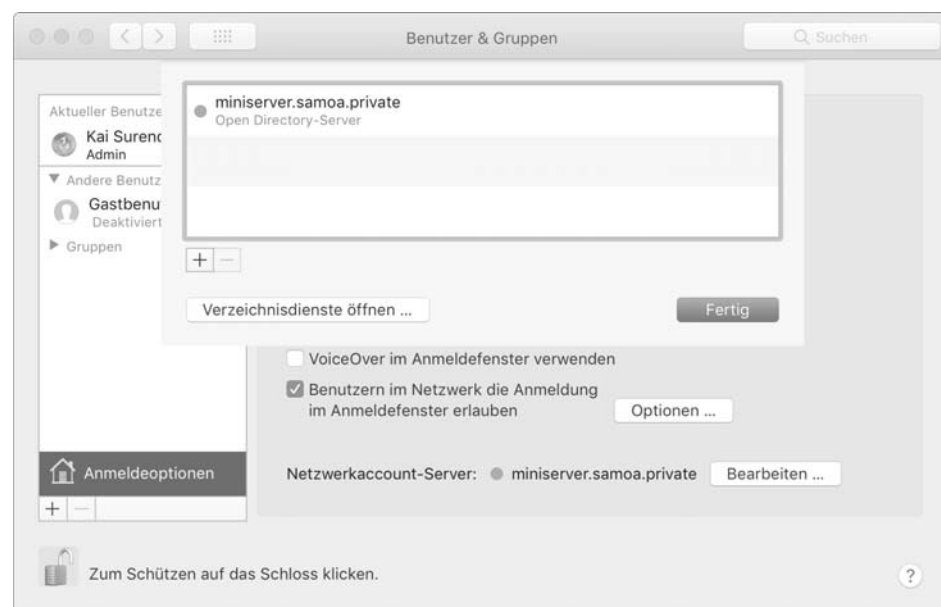 Benutzer & Gruppen
Suchen
miniserver.samoa.private
Open Directory-Server
Aktueller Benutze
Kai Surend
Admin
Andere Benutz
Gastbenu
Deaktiviert
Gruppen
+ −
Verzeichnisdienste öffnen ...
Fertig
VoiceOver im Anmeldefenster verwenden
Benutzern im Netzwerk die Anmeldung
im Anmeldefenster erlauben
Optionen ...
Anmeldeoptionen
Netzwerkaccount-Server: miniserver.samoa.private
Bearbeiten ...
+ −
Zum Schützen auf das Schloss klicken.
?